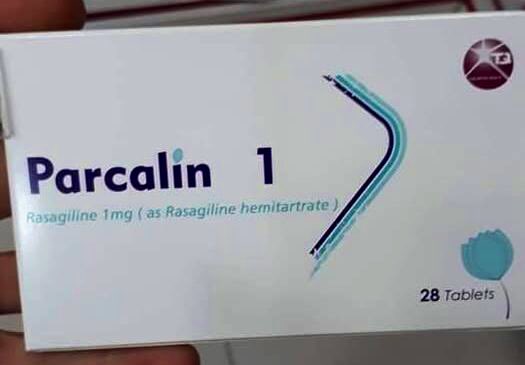 Parcalin 1
Rasagiline 1mg ( as Rasagiline hemitartrate )
28 Tablets